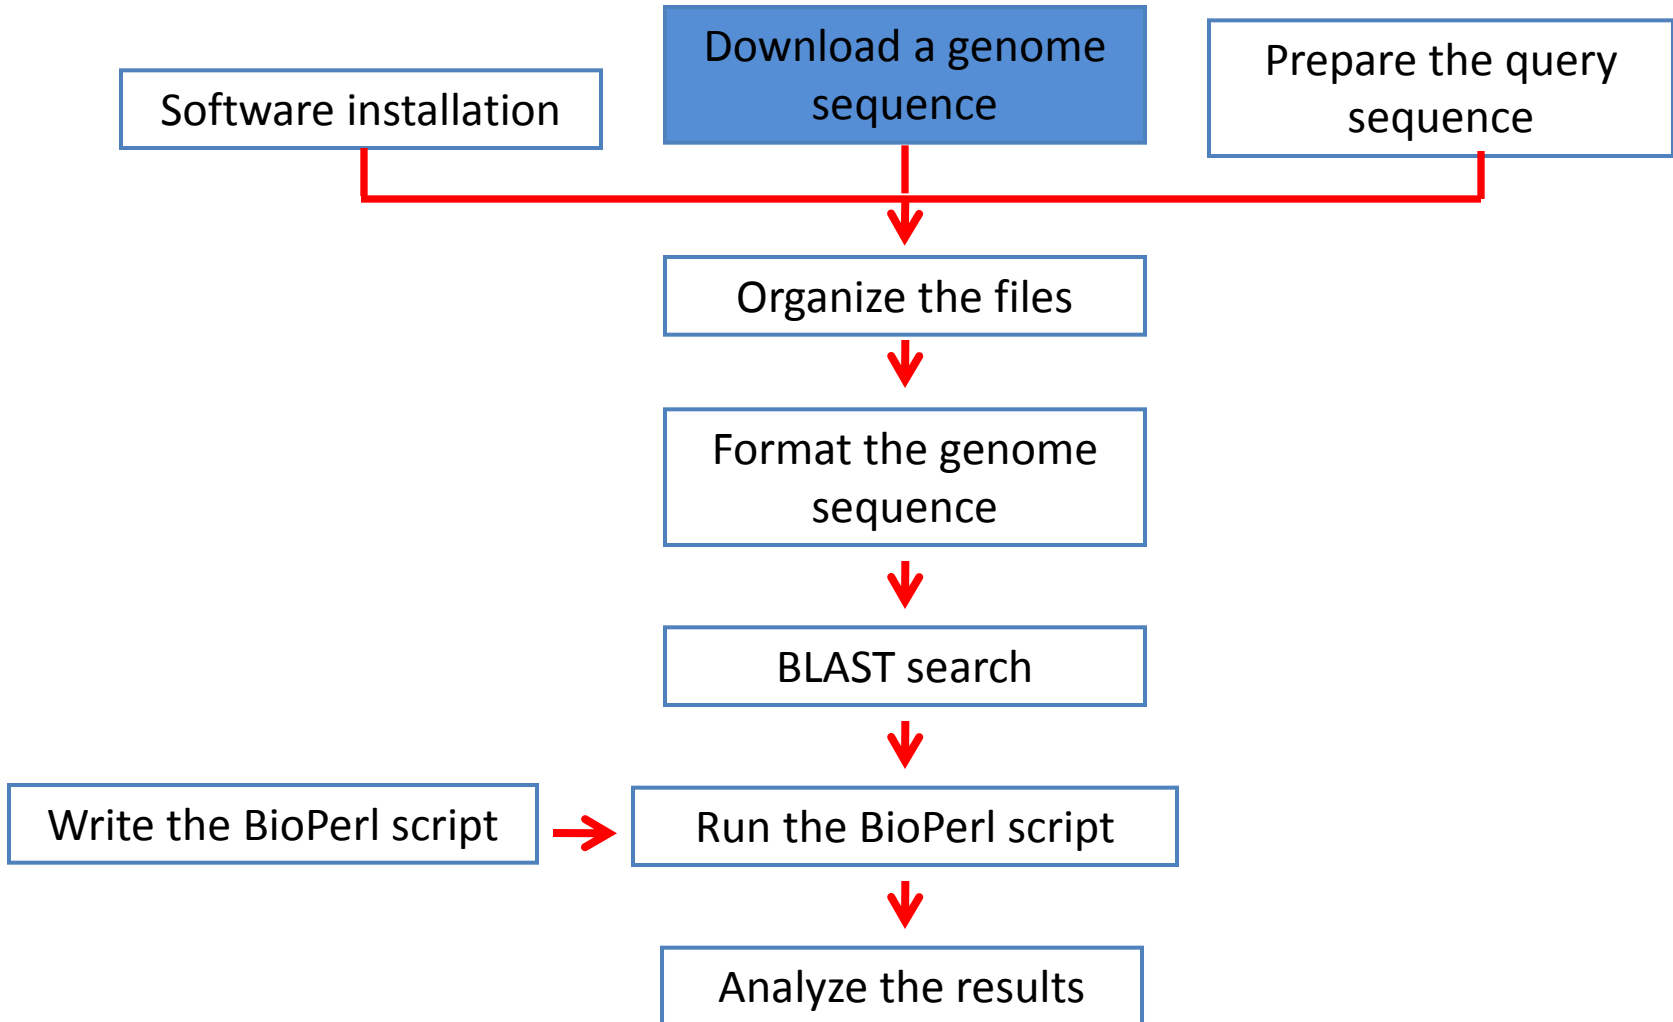 Software installation
Download a genome
sequence
Prepare the query
sequence
Organize the files
Format the genome
sequence
BLAST search
Write the BioPerl script
Run the BioPerl script
Analyze the results